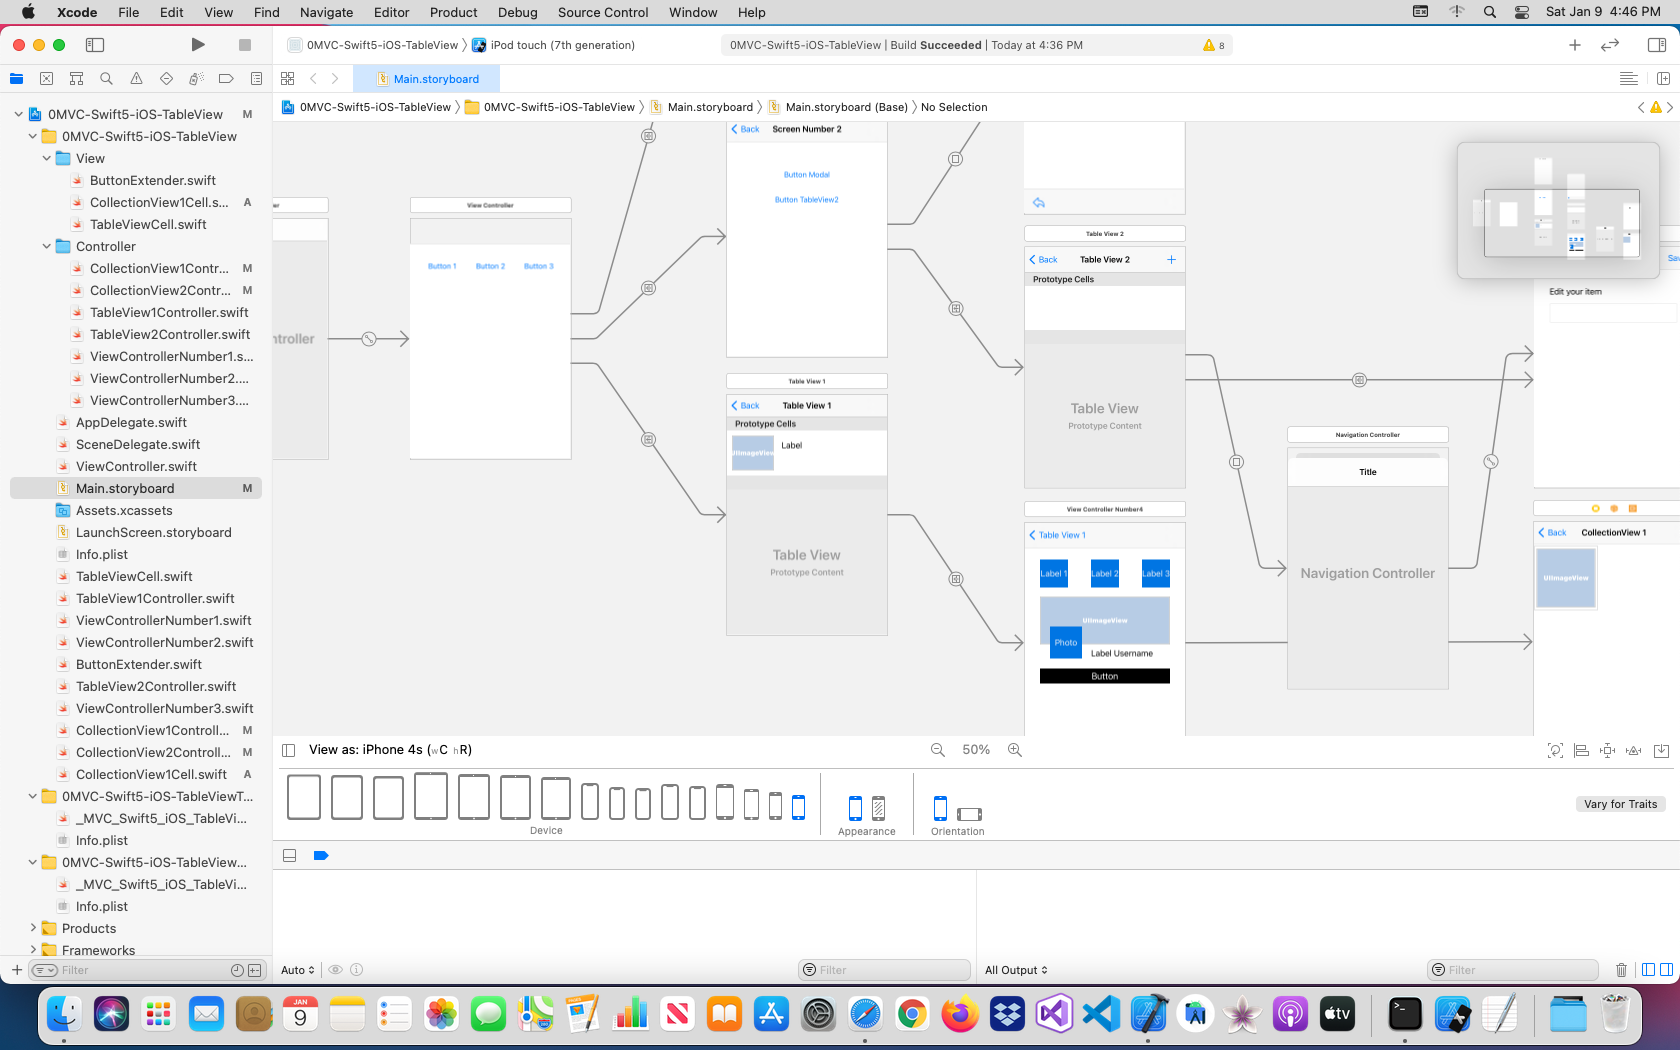 Xcode File Edit View Find Navigate Editor Product Debug Source Control Window Help
Sat Jan 9 4:46 PM
0MVC-Swift5-iOS-TableView iPod touch (7th generation)
0MVC-Swift5-iOS-TableView | Build Succeeded | Today at 4:36 PM
8
Main.storyboard
0MVC-Swift5-iOS-TableView 0MVC-Swift5-iOS-TableView Main.storyboard Main.storyboard (Base) No Selection
0MVC-Swift5-iOS-TableView M
0MVC-Swift5-iOS-TableView
View
ButtonExtender.swift
CollectionView1Cell.s... A
TableViewCell.swift
Controller
CollectionView1Contr... M
CollectionView2Contr... M
TableView1Controller.swift
TableView2Controller.swift
ViewControllerNumber1.s...
ViewControllerNumber2....
ViewControllerNumber3....
AppDelegate.swift
SceneDelegate.swift
ViewController.swift
Main.storyboard M
Assets.xcassets
LaunchScreen.storyboard
Info.plist
TableViewCell.swift
TableView1Controller.swift
ViewControllerNumber1.swift
ViewControllerNumber2.swift
ButtonExtender.swift
TableView2Controller.swift
ViewControllerNumber3.swift
CollectionView1Controll... M
CollectionView2Controll... M
CollectionView1Cell.swift A
0MVC-Swift5-iOS-TableViewT...
_MVC_Swift5_iOS_TableVi...
Info.plist
0MVC-Swift5-iOS-TableView...
_MVC_Swift5_iOS_TableVi...
Info.plist
Products
Frameworks
Filter
er
ntroller
View Controller
Button 1 Button 2 Button 3
Back Screen Number 2
Button Modal
Button TableView2
Table View 1
Back Table View 1
Prototype Cells
UIImageView Label
Table View
Prototype Content
Table View 2
Back Table View 2 +
Prototype Cells
Table View
Prototype Content
View Controller Number4
Table View 1
Label 1 Label 2 Label 3
UIImageView
Photo
Label Username
Button
Navigation Controller
Title
Navigation Controller
Sav
Edit your item
Back CollectionView 1
UIImageView
View as: iPhone 4s (wC hR)
50%
Device
Appearance
Orientation
Vary for Traits
Auto
Filter
All Output
Filter
JAN
9
tv